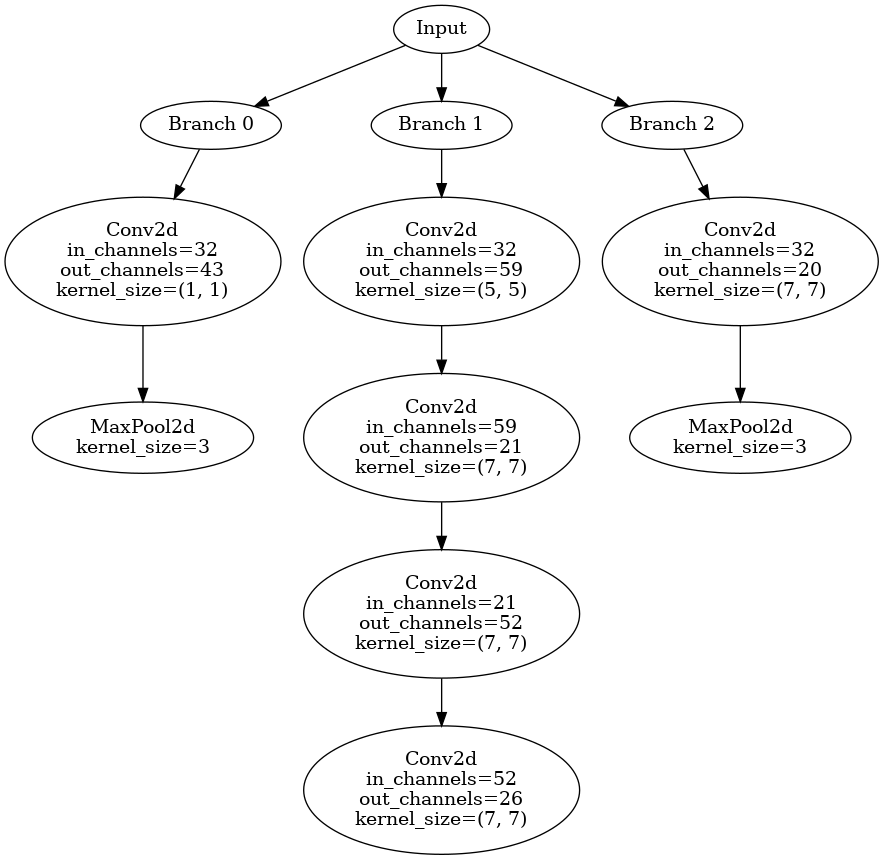 Input
Branch 0
Branch 1
Branch 2
Conv2d
in_channels=32
out_channels=43
kernel_size=(1, 1)
Conv2d
in_channels=32
out_channels=59
kernel_size=(5, 5)
Conv2d
in_channels=32
out_channels=20
kernel_size=(7, 7)
MaxPool2d
kernel_size=3
Conv2d
in_channels=59
out_channels=21
kernel_size=(7, 7)
MaxPool2d
kernel_size=3
Conv2d
in_channels=21
out_channels=52
kernel_size=(7, 7)
Conv2d
in_channels=52
out_channels=26
kernel_size=(7, 7)